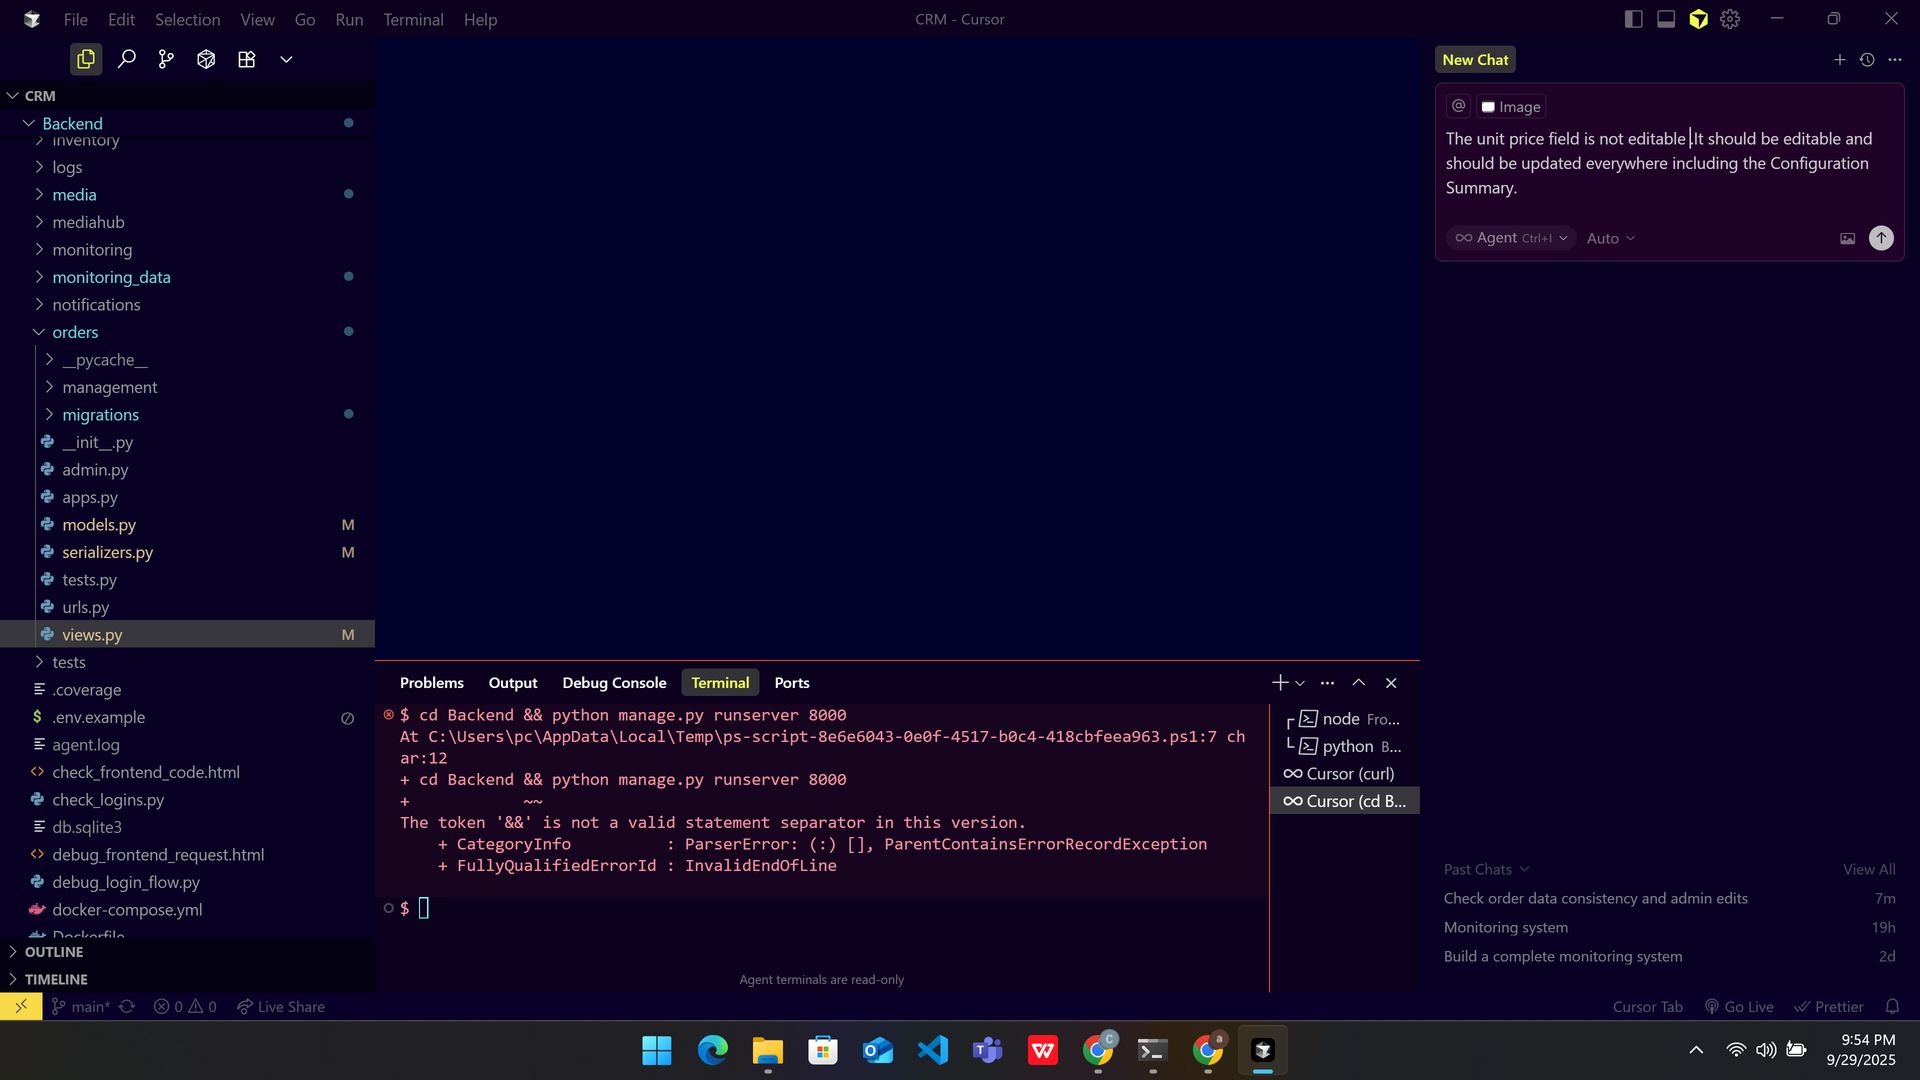 File Edit Selection View Go Run Terminal Help
CRM - Cursor
CRM
Backend
inventory
logs
media
mediahub
monitoring
monitoring_data
notifications
orders
__pycache__
management
migrations
__init__.py
admin.py
apps.py
models.py M
serializers.py M
tests.py
urls.py
views.py M
tests
.coverage
.env.example
agent.log
check_frontend_code.html
check_logins.py
db.sqlite3
debug_frontend_request.html
debug_login_flow.py
docker-compose.yml
Dockerfile
OUTLINE
TIMELINE
Problems Output Debug Console Terminal Ports
$ cd Backend && python manage.py runserver 8000
At C:\Users\pc\AppData\Local\Temp\ps-script-8e6e6043-0e0f-4517-b0c4-418cbfeea963.ps1:7 ch
ar:12
+ cd Backend && python manage.py runserver 8000
+ ~~
The token '&&' is not a valid statement separator in this version.
+ CategoryInfo : ParserError: (:) [], ParentContainsErrorRecordException
+ FullyQualifiedErrorId : InvalidEndOfLine
$
Agent terminals are read-only
node Fro...
python B...
Cursor (curl)
Cursor (cd B...
New Chat
@ Image
The unit price field is not editable .It should be editable and
should be updated everywhere including the Configuration
Summary.
Agent Ctrl+I Auto
Past Chats View All
Check order data consistency and admin edits 7m
Monitoring system 19h
Build a complete monitoring system 2d
main* 0 0 Live Share
Cursor Tab Go Live Prettier
C
a
W
9:54 PM
9/29/2025